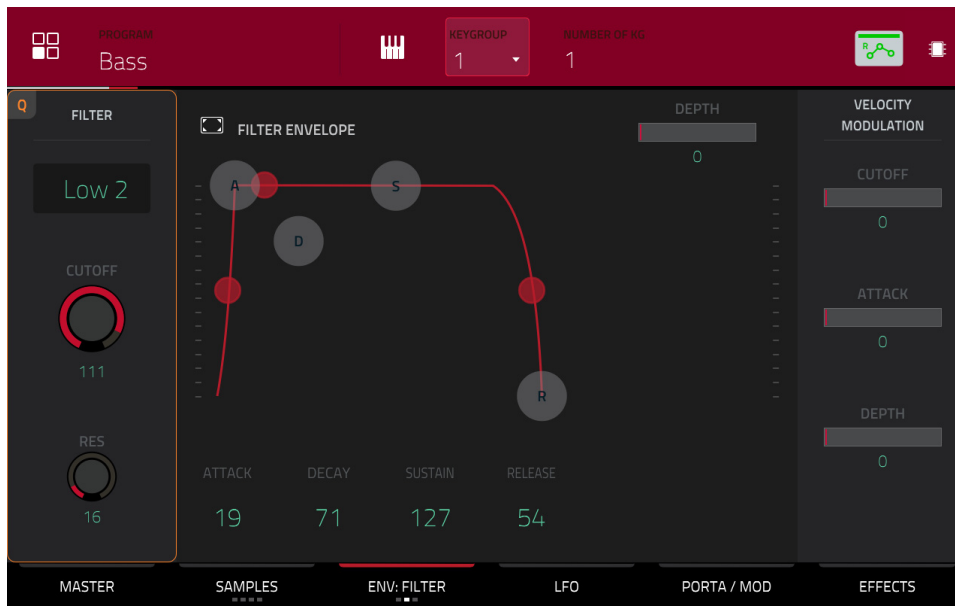 PROGRAM
Bass
KEYGROUP
1
NUMBER OF KG
1
R
Q
FILTER
Low 2
CUTOFF
111
RES
16
FILTER ENVELOPE
DEPTH
0
A
S
D
R
ATTACK DECAY SUSTAIN RELEASE
19 71 127 54
VELOCITY
MODULATION
CUTOFF
0
ATTACK
0
DEPTH
0
MASTER SAMPLES ENV: FILTER LFO PORTA / MOD EFFECTS